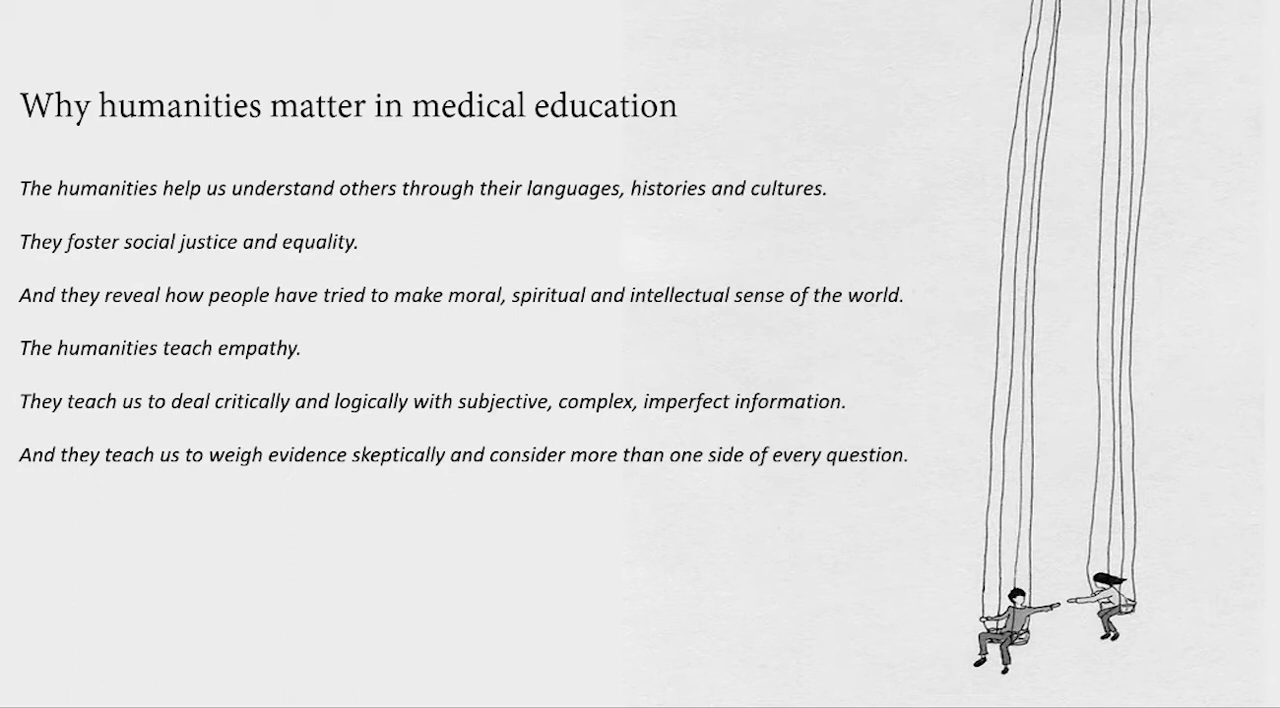 Why humanities matter in medical education
The humanities help us understand others through their languages, histories and cultures.
They foster social justice and equality.
And they reveal how people have tried to make moral, spiritual and intellectual sense of the world.
The humanities teach empathy.
They teach us to deal critically and logically with subjective, complex, imperfect information.
And they teach us to weigh evidence skeptically and consider more than one side of every question.